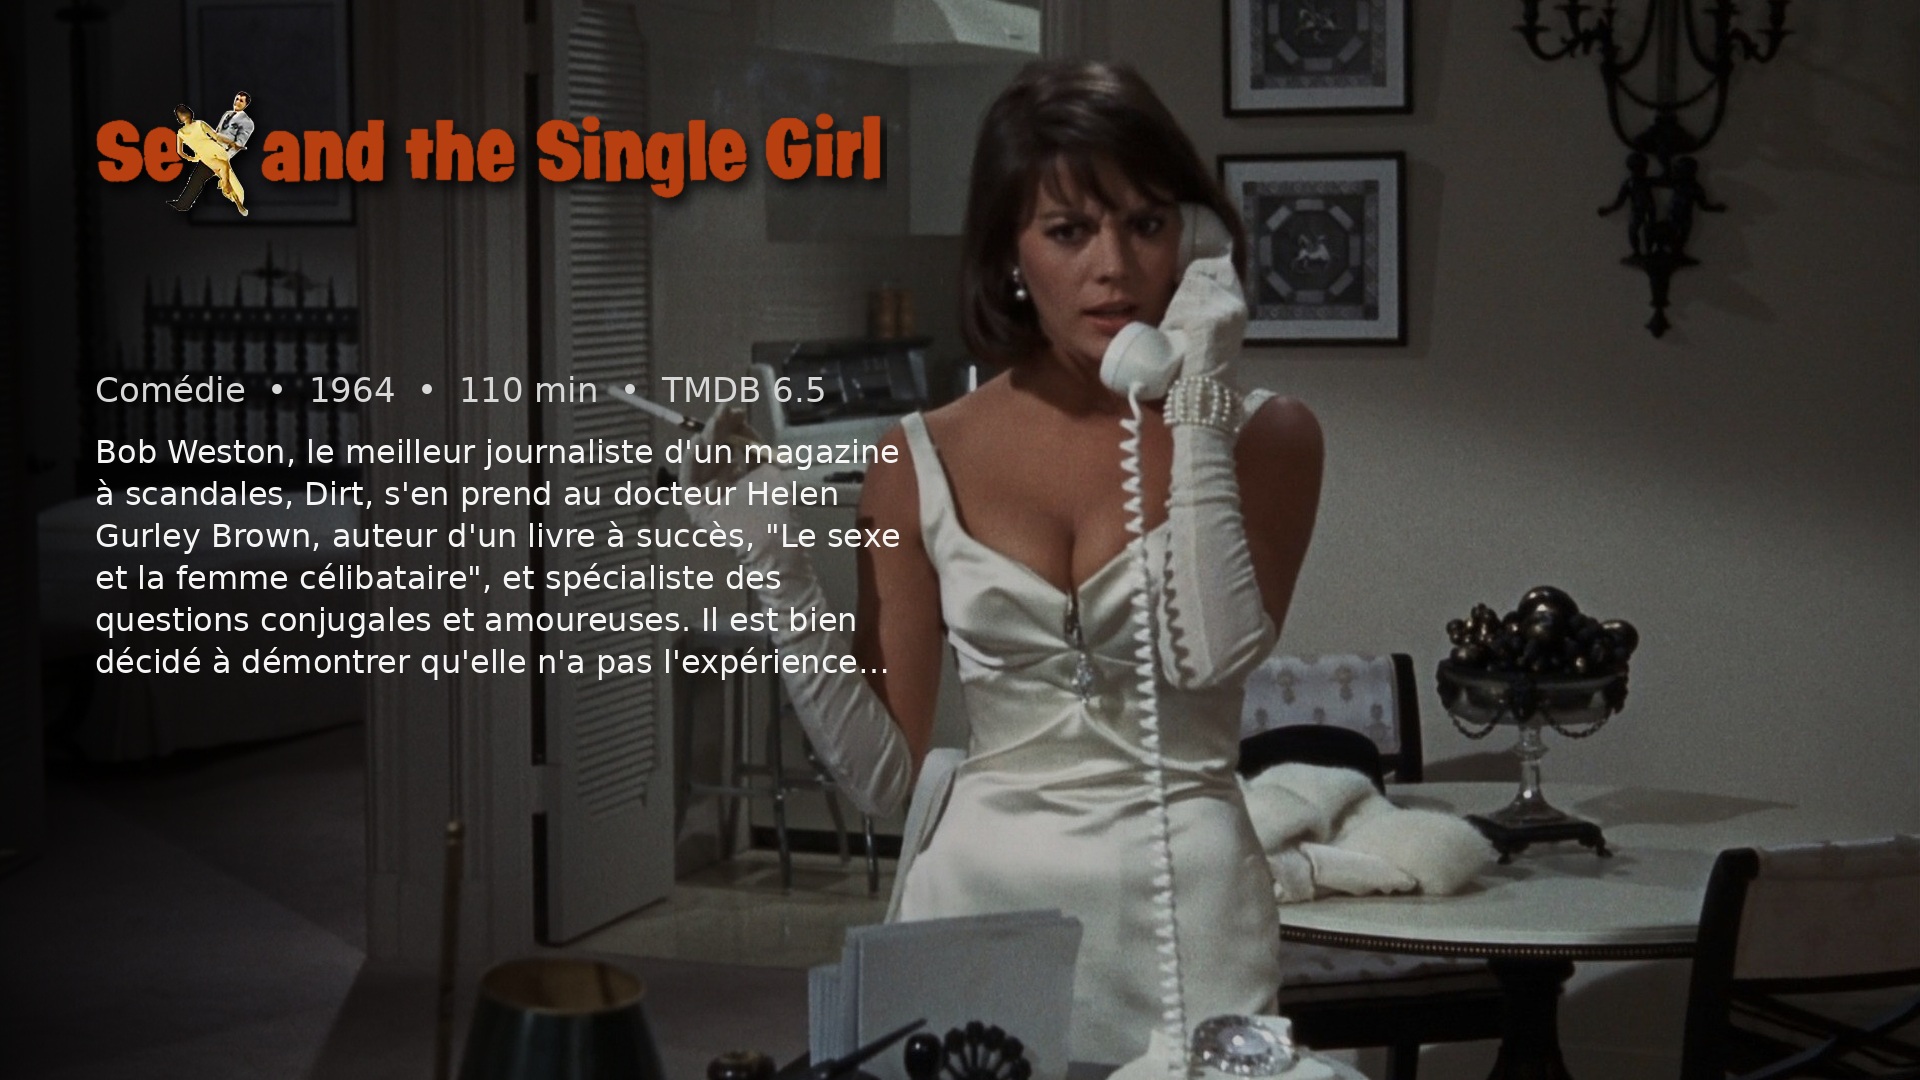 Sex and the Single Girl
Comédie • 1964 • 110 min • TMDB 6.5
Bob Weston, le meilleur journaliste d'un magazine
à scandales, Dirt, s'en prend au docteur Helen
Gurley Brown, auteur d'un livre à succès, "Le sexe
et la femme célibataire", et spécialiste des
questions conjugales et amoureuses. Il est bien
décidé à démontrer qu'elle n'a pas l'expérience...